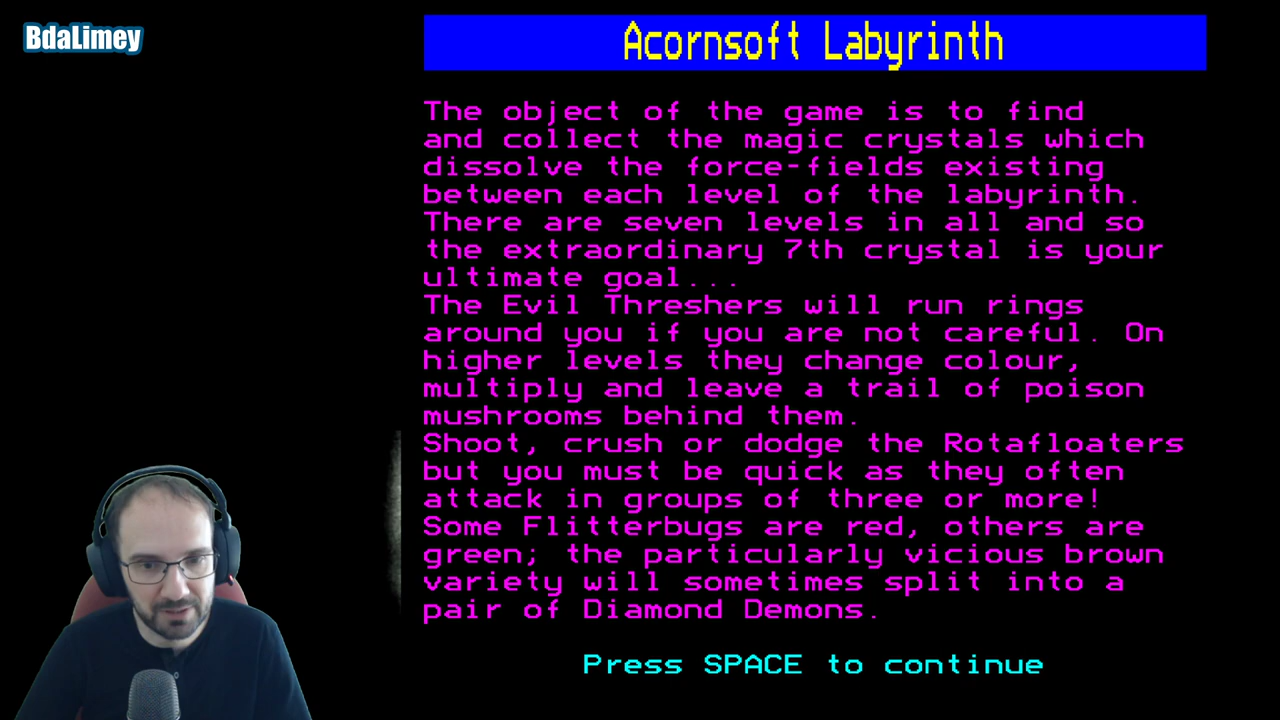 BdaLimey
Acornsoft Labyrinth
The object of the game is to find
and collect the magic crystals which
dissolve the force-fields existing
between each level of the labyrinth.
There are seven levels in all and so
the extraordinary 7th crystal is your
ultimate goal...
The Evil Threshers will run rings
around you if you are not careful. On
higher levels they change colour,
multiply and leave a trail of poison
mushrooms behind them.
Shoot, crush or dodge the Rotafloaters
but you must be quick as they often
attack in groups of three or more!
Some Flitterbugs are red, others are
green; the particularly vicious brown
variety will sometimes split into a
pair of Diamond Demons.
Press SPACE to continue